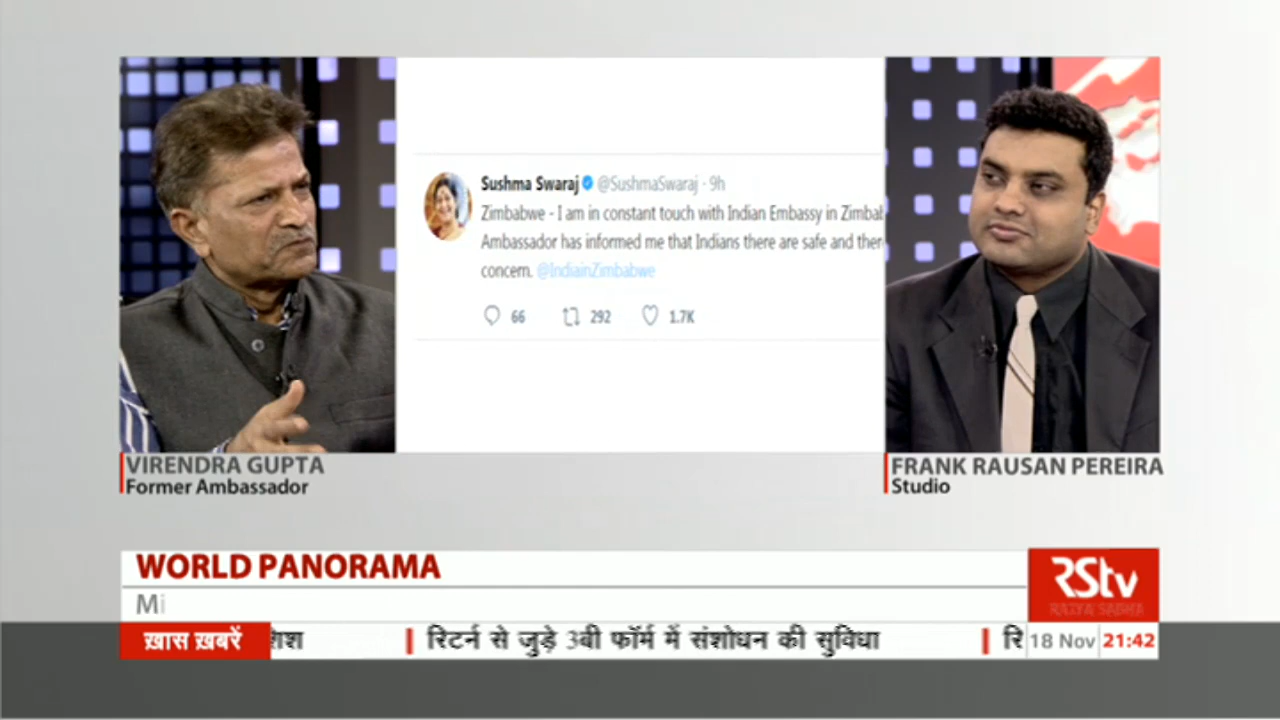 Sushma Swaraj @SushmaSwaraj · 9h
Zimbabwe - I am in constant touch with Indian Embassy in Zimbal
Ambassador has informed me that Indians there are safe and ther
concern. @IndiainZimbabwe
66 292 1.7K
VIRENDRA GUPTA
Former Ambassador
FRANK RAUSAN PEREIRA
Studio
WORLD PANORAMA
Mi
RSTV
RAJYA SABHA
ख़ास ख़बरें शिश | रिटर्न से जुड़े 3बी फॉर्म में संशोधन की सुविधा | रि 18 Nov 21:42